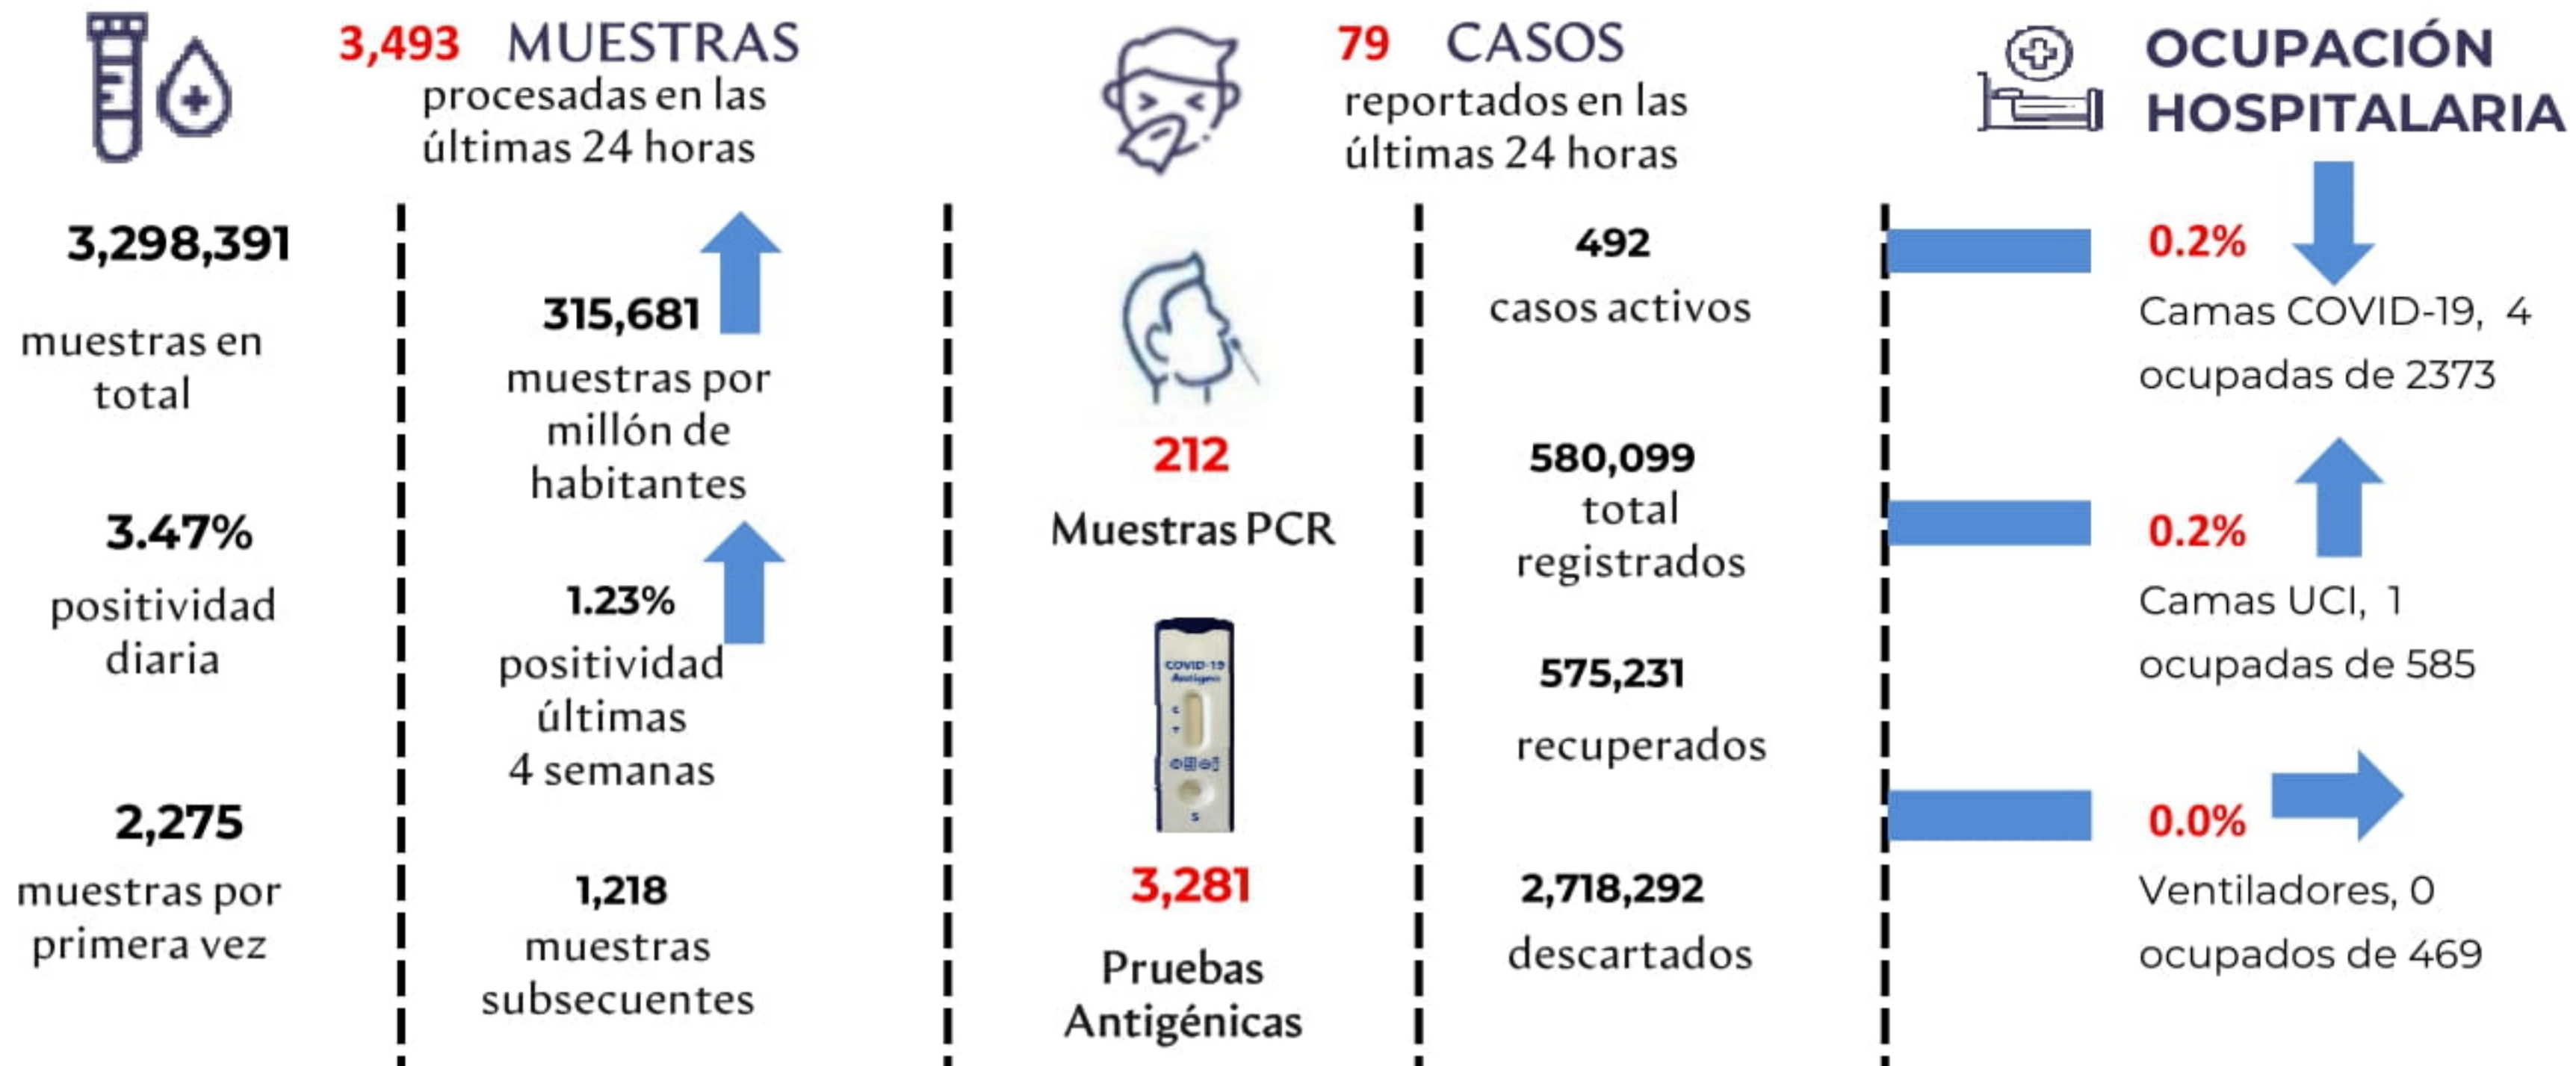 3,493 MUESTRAS
procesadas en las
últimas 24 horas
3,298,391
muestras en
total
3.47%
positividad
diaria
2,275
muestras por
primera vez
315,681
muestras por
millón de
habitantes
1.23%
positividad
últimas
4 semanas
1,218
muestras
subsecuentes
79 CASOS
reportados en las
últimas 24 horas
212
Muestras PCR
COVID-19
Antigeno
C
T
S
3,281
Pruebas
Antigénicas
492
casos activos
580,099
total
registrados
575,231
recuperados
2,718,292
descartados
OCUPACIÓN
HOSPITALARIA
0.2%
Camas COVID-19, 4
ocupadas de 2373
0.2%
Camas UCI, 1
ocupadas de 585
0.0%
Ventiladores, 0
ocupados de 469